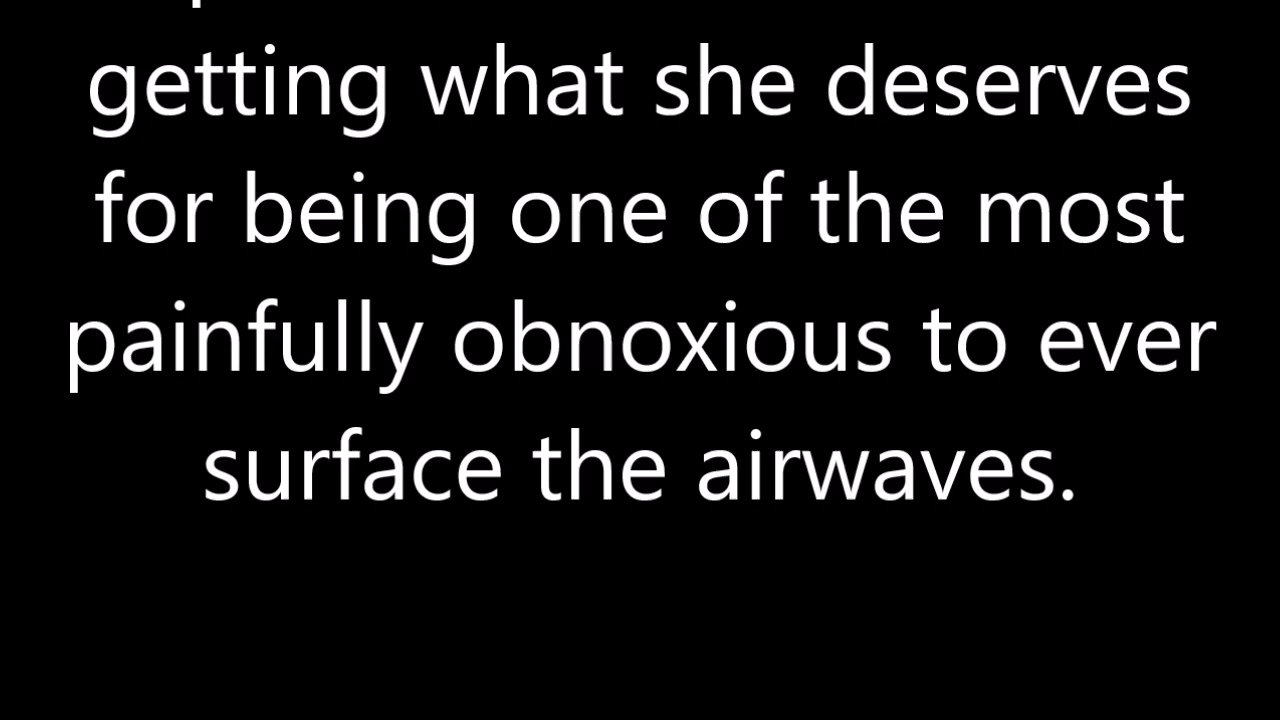 getting what she deserves
for being one of the most
painfully obnoxious to ever
surface the airwaves.